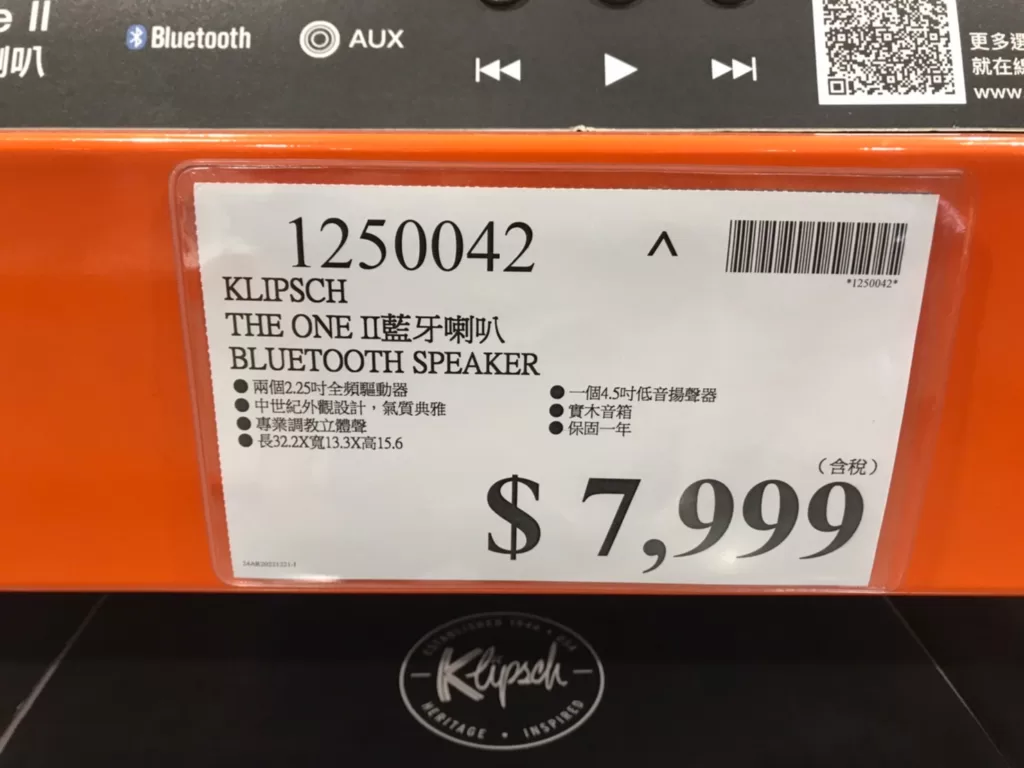 II
Bluetooth
AUX
更多
就在
www.
1250042
^
*1250042*
KLIPSCH
THE ONE II藍牙喇叭
BLUETOOTH SPEAKER
●兩個2.25吋全頻驅動器
●中世紀外觀設計，氣質典雅
●專業調教立體聲
●長32.2X寬13.3X高15.6
●一個4.5吋低音揚聲器
●實木音箱
●保固一年
（含稅）
$ 7,999
ESTABLISHED 1946 • USA
Klipsch
HERITAGE • INSPIRED